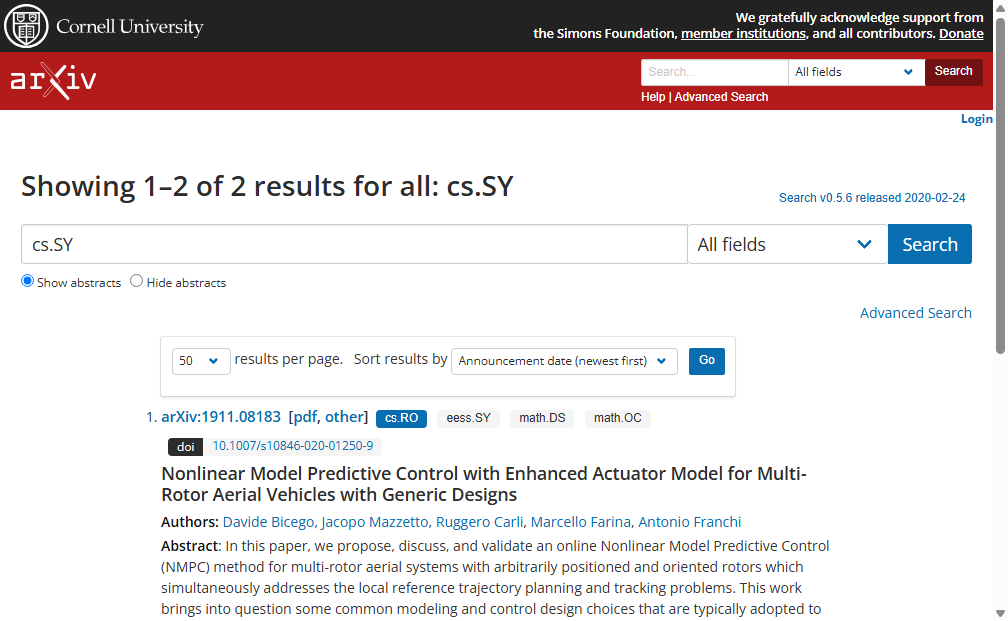 Cornell University
We gratefully acknowledge support from
the Simons Foundation, member institutions, and all contributors. Donate
arXiv
Search...
All fields
Search
Help | Advanced Search
Login
Showing 1–2 of 2 results for all: cs.SY
Search v0.5.6 released 2020-02-24
cs.SY
All fields
Search
Show abstracts
Hide abstracts
Advanced Search
50 results per page. Sort results by Announcement date (newest first) Go
1. arXiv:1911.08183 [pdf, other] cs.RO eess.SY math.DS math.OC
doi 10.1007/s10846-020-01250-9
Nonlinear Model Predictive Control with Enhanced Actuator Model for Multi-
Rotor Aerial Vehicles with Generic Designs
Authors: Davide Bicego, Jacopo Mazzetto, Ruggero Carli, Marcello Farina, Antonio Franchi
Abstract: In this paper, we propose, discuss, and validate an online Nonlinear Model Predictive Control
(NMPC) method for multi-rotor aerial systems with arbitrarily positioned and oriented rotors which
simultaneously addresses the local reference trajectory planning and tracking problems. This work
brings into question some common modeling and control design choices that are typically adopted to